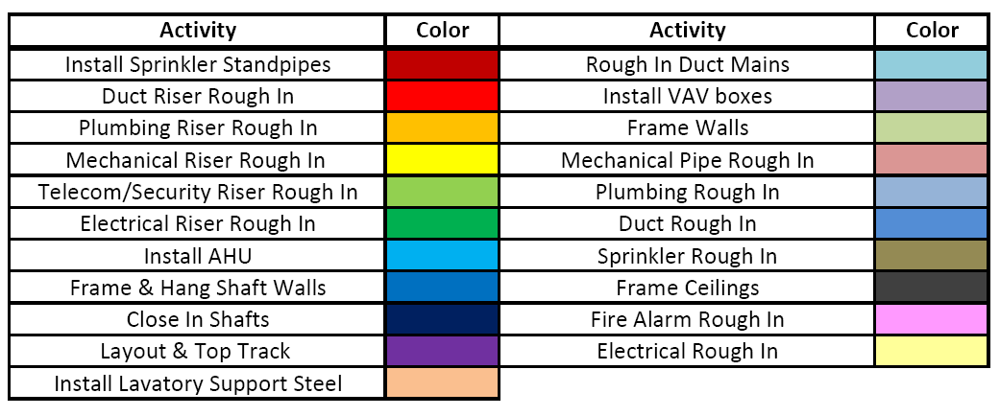 Activity Color Activity Color
Install Sprinkler Standpipes Rough In Duct Mains
Duct Riser Rough In Install VAV boxes
Plumbing Riser Rough In Frame Walls
Mechanical Riser Rough In Mechanical Pipe Rough In
Telecom/Security Riser Rough In Plumbing Rough In
Electrical Riser Rough In Duct Rough In
Install AHU Sprinkler Rough In
Frame & Hang Shaft Walls Frame Ceilings
Close In Shafts Fire Alarm Rough In
Layout & Top Track Electrical Rough In
Install Lavatory Support Steel